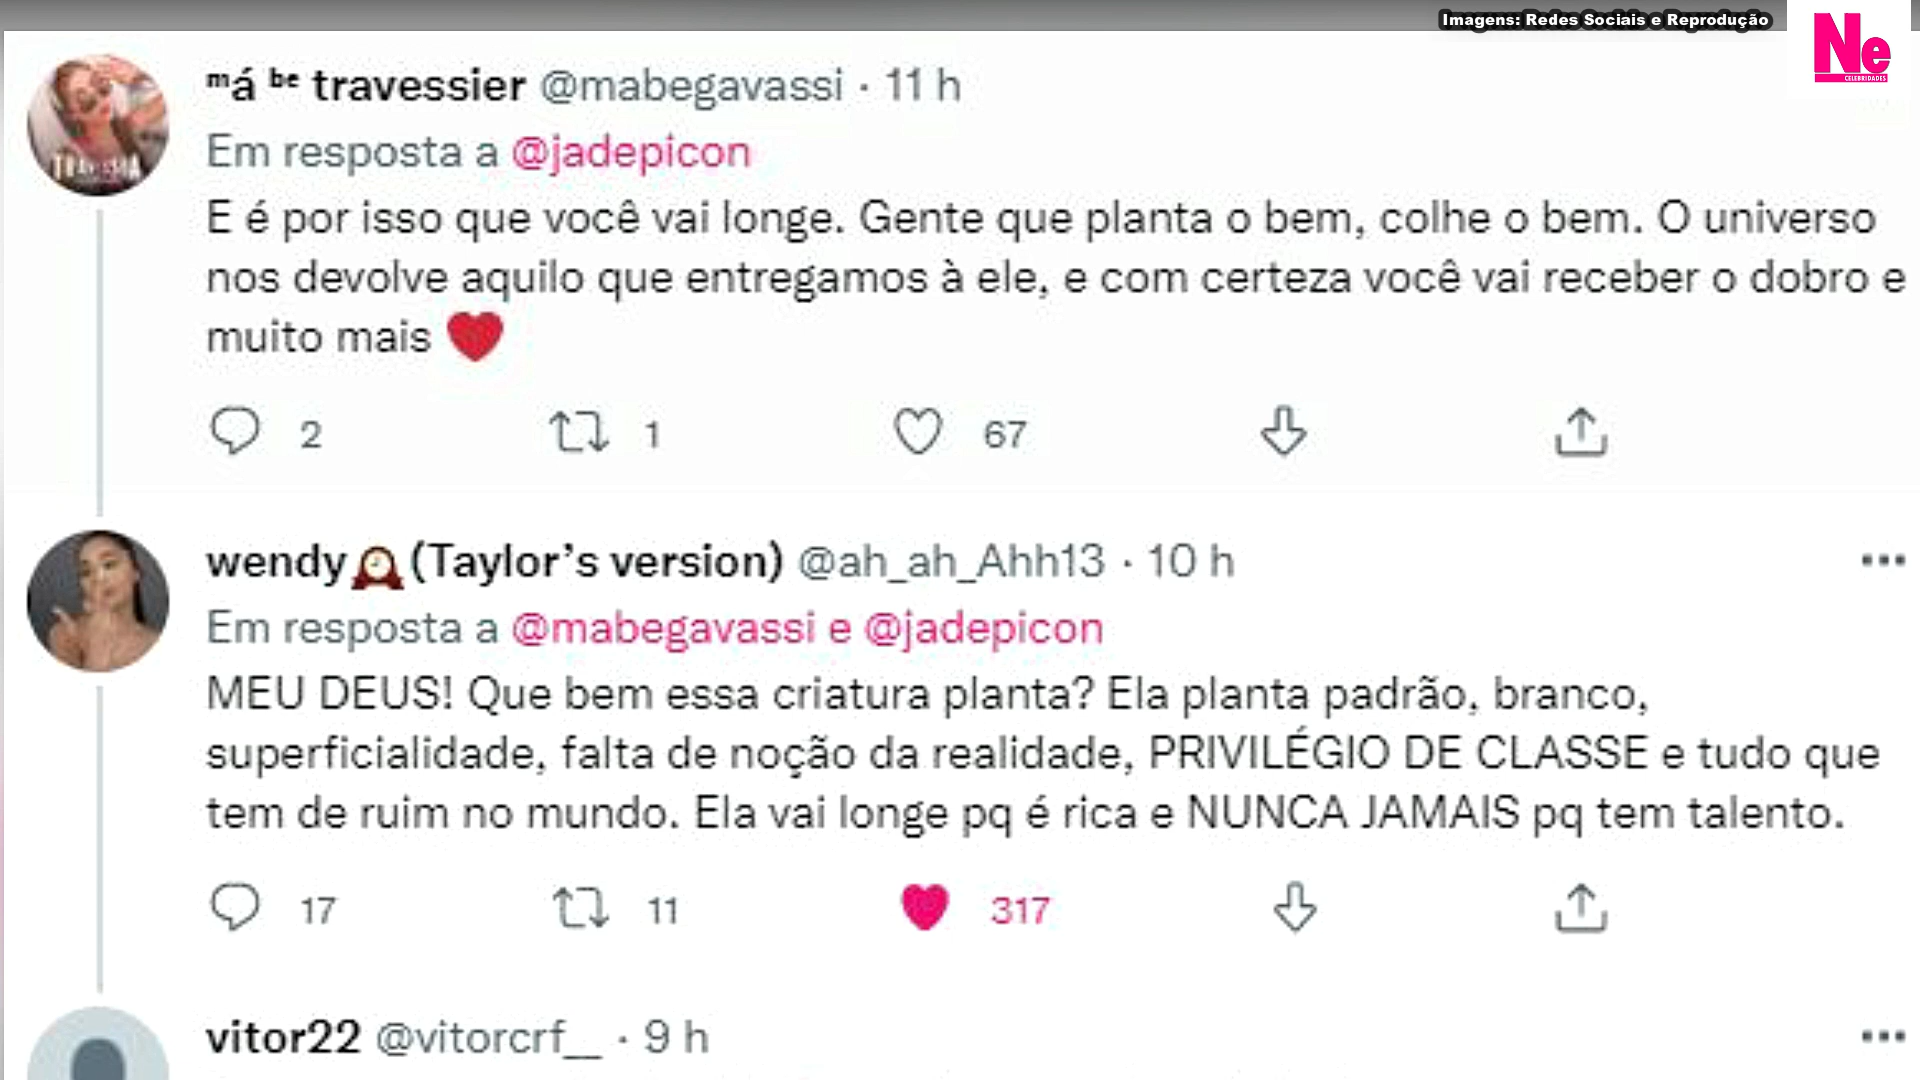 Imagens: Redes Sociais e Reprodução
Ne
CELEBRIDADES
ᵐá ᵇᵉ travessier @mabegavassi · 11 h
Em resposta a @jadepicon
E é por isso que você vai longe. Gente que planta o bem, colhe o bem. O universo
nos devolve aquilo que entregamos à ele, e com certeza você vai receber o dobro e
muito mais ❤️
2 1 67
wendy🕰️(Taylor’s version) @ah_ah_Ahh13 · 10 h
Em resposta a @mabegavassi e @jadepicon
MEU DEUS! Que bem essa criatura planta? Ela planta padrão, branco,
superficialidade, falta de noção da realidade, PRIVILÉGIO DE CLASSE e tudo que
tem de ruim no mundo. Ela vai longe pq é rica e NUNCA JAMAIS pq tem talento.
17 11 317
vitor22 @vitorcrf__ · 9 h